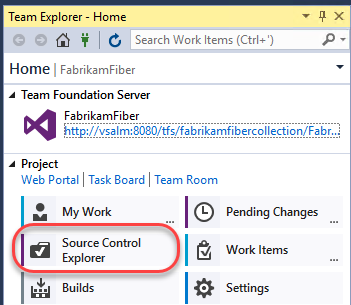 Team Explorer - Home
Search Work Items (Ctrl+')
Home | FabrikamFiber
Team Foundation Server
FabrikamFiber
http://vsalm:8080/tfs/fabrikamfibercollection/Fabr...
Project
Web Portal | Task Board | Team Room
My Work ...
Pending Changes ...
Source Control
Explorer
Work Items ...
Builds
Settings